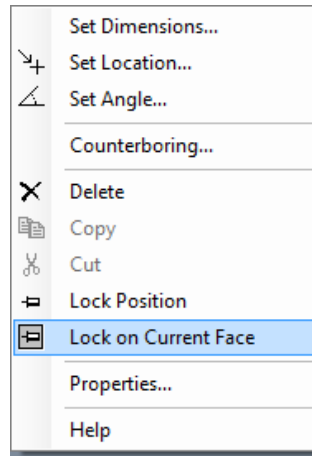 Set Dimensions...
Set Location...
Set Angle...
Counterboring...
Delete
Copy
Cut
Lock Position
Lock on Current Face
Properties...
Help